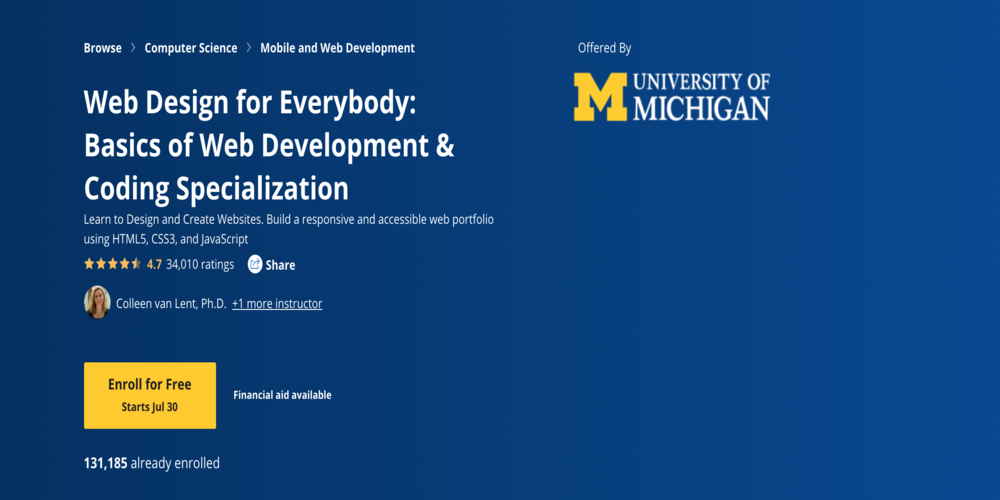 Browse > Computer Science > Mobile and Web Development
Offered By
M UNIVERSITY OF
MICHIGAN
Web Design for Everybody:
Basics of Web Development &
Coding Specialization
Learn to Design and Create Websites. Build a responsive and accessible web portfolio
using HTML5, CSS3, and JavaScript
4.7 34,010 ratings Share
Colleen van Lent, Ph.D. +1 more instructor
Enroll for Free
Starts Jul 30
Financial aid available
131,185 already enrolled